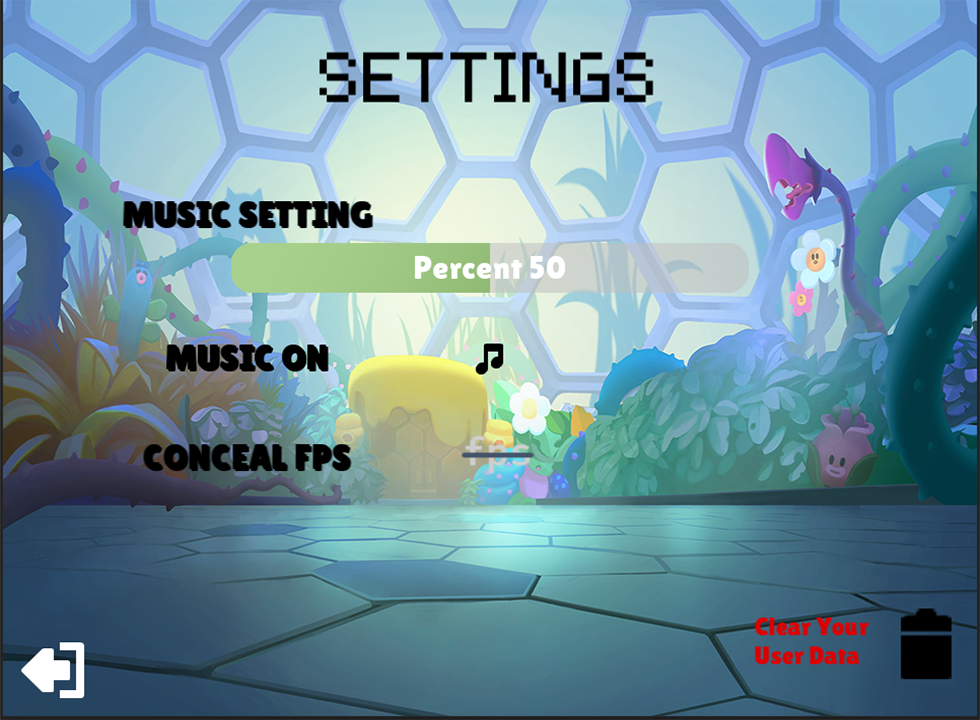 SETTINGS
MUSIC SETTING
Percent 50
MUSIC ON
CONCEAL FPS
fps
Clear Your
User Data